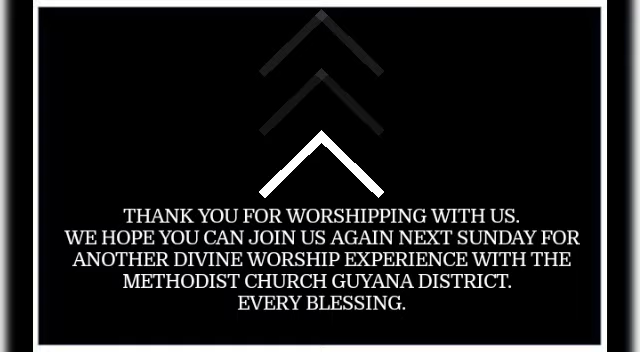 THANK YOU FOR WORSHIPPING WITH US.
WE HOPE YOU CAN JOIN US AGAIN NEXT SUNDAY FOR
ANOTHER DIVINE WORSHIP EXPERIENCE WITH THE
METHODIST CHURCH GUYANA DISTRICT.
EVERY BLESSING.